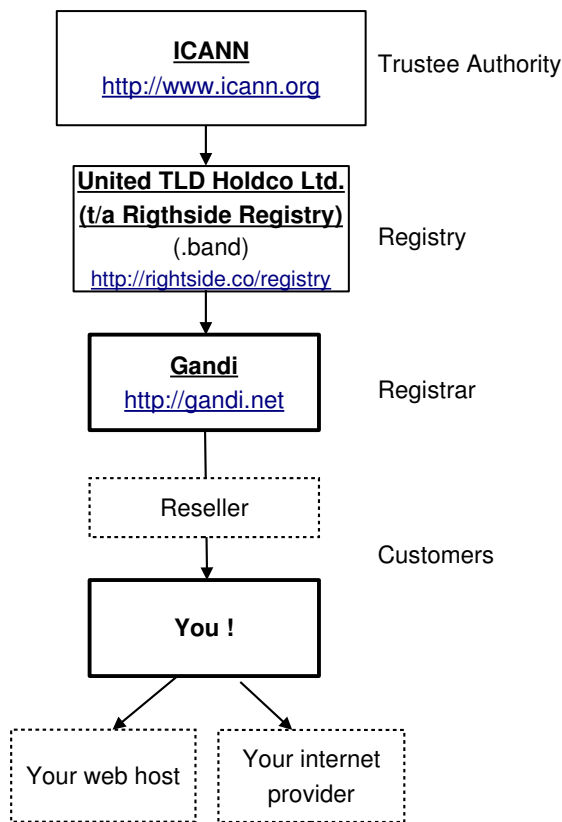 ICANN
http://www.icann.org
Trustee Authority
United TLD Holdco Ltd.
(t/a Rigthside Registry)
(.band)
http://rightside.co/registry
Registry
Gandi
http://gandi.net
Registrar
Reseller
Customers
You !
Your web host
Your internet
provider